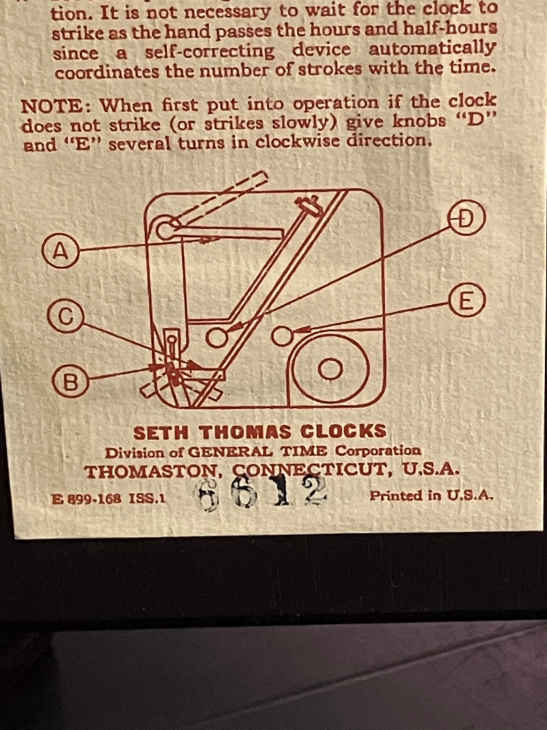 tion. It is not necessary to wait for the clock to
strike as the hand passes the hours and half-hours
since a self-correcting device automatically
coordinates the number of strokes with the time.
NOTE: When first put into operation if the clock
does not strike (or strikes slowly) give knobs "D"
and "E" several turns in clockwise direction.
D
A
E
C
B
SETH THOMAS CLOCKS
Division of GENERAL TIME Corporation
THOMASTON, CONNECTICUT, U.S.A.
E 899-168 ISS.1 6612 Printed in U.S.A.